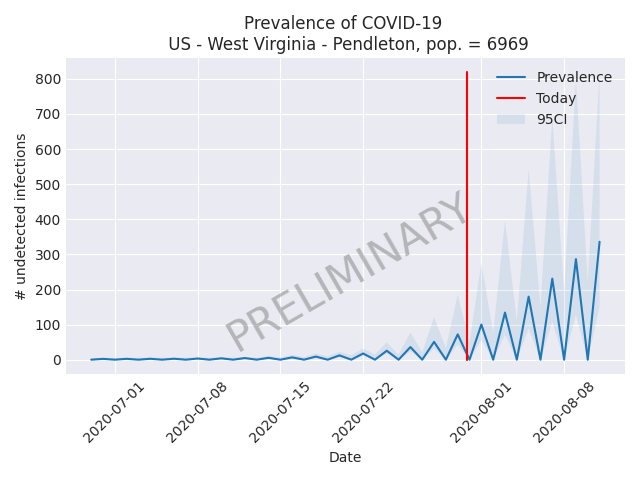 Prevalence of COVID-19
US - West Virginia - Pendleton, pop. = 6969
Prevalence
Today
95CI
PRELIMINARY
# undetected infections
800
700
600
500
400
300
200
100
0
2020-07-01
2020-07-08
2020-07-15
2020-07-22
2020-08-01
2020-08-08
Date